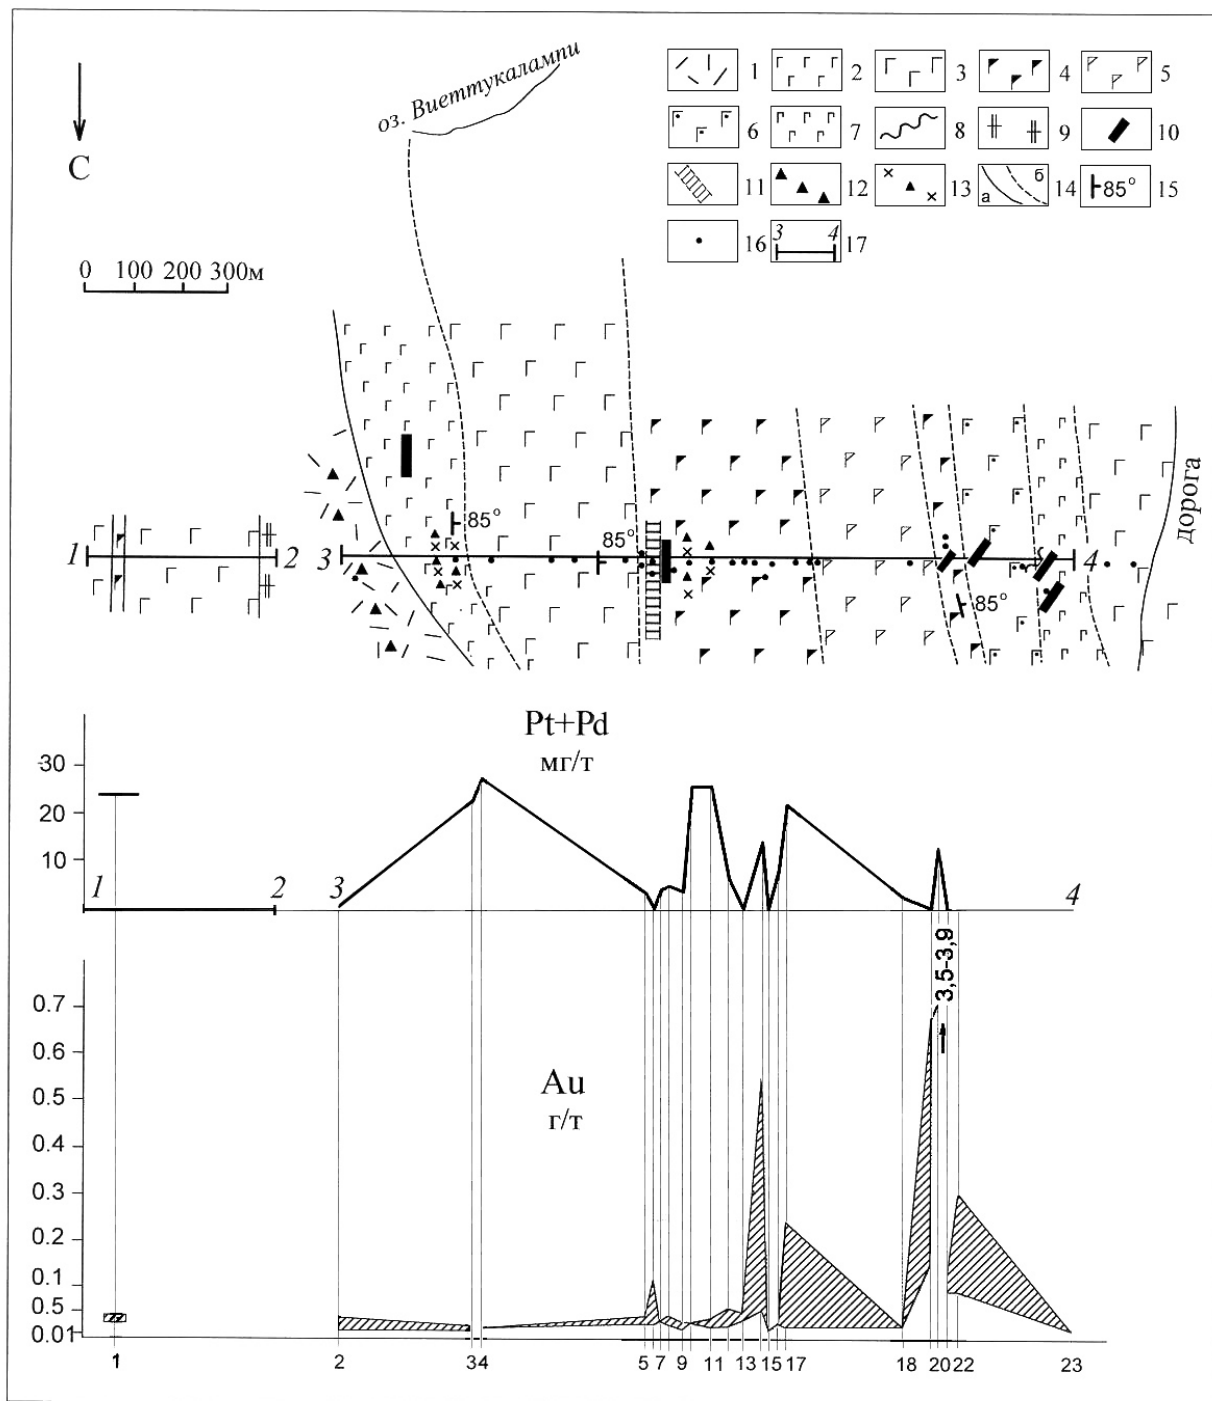 оз. Виеттукалампи
С
0 100 200 300м
1 2 3 4 5
6 7 8 9 10
11 12 13 а б 14 85° 15
16 3 4 17
1 2 3 85° 85° 85° 4
дорога
Pt+Pd
мг/т
30
20
10
1 2 3 4
3,5-3,9
Au
г/т
0.7
0.6
0.5
0.4
0.3
0.2
0.1
0.5
0.01
1 2 34 5 7 9 11 13 15 17 18 20 22 23